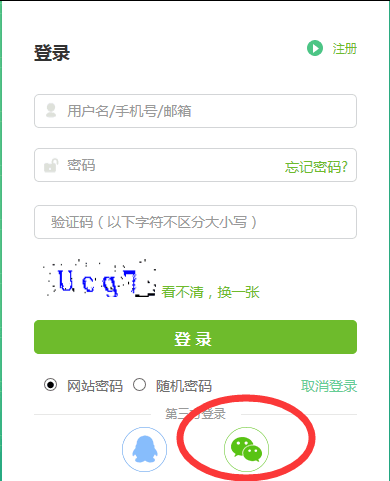 登录
注册
用户名/手机号/邮箱
密码
忘记密码?
验证码（以下字符不区分大小写）
Ucg7
看不清，换一张
登 录
网站密码
随机密码
取消登录
第三方登录